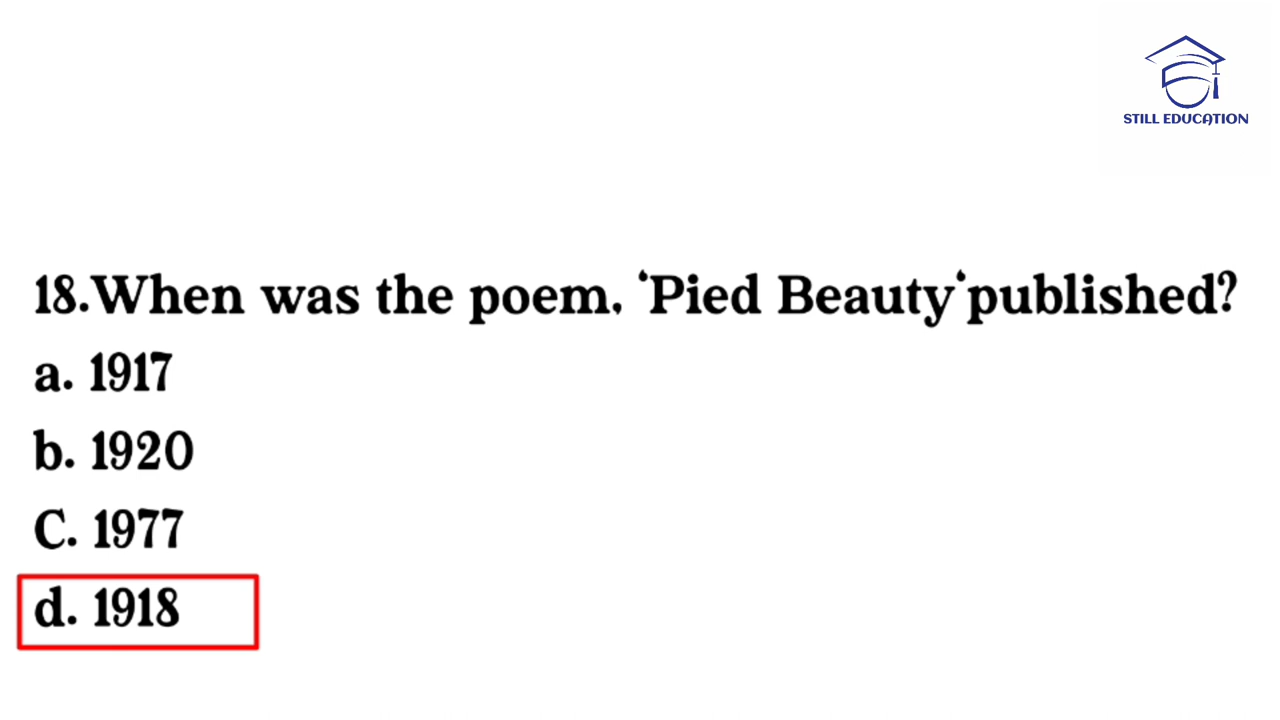 STILL EDUCATION
18.When was the poem, ‘Pied Beauty‘published?
a. 1917
b. 1920
C. 1977
d. 1918